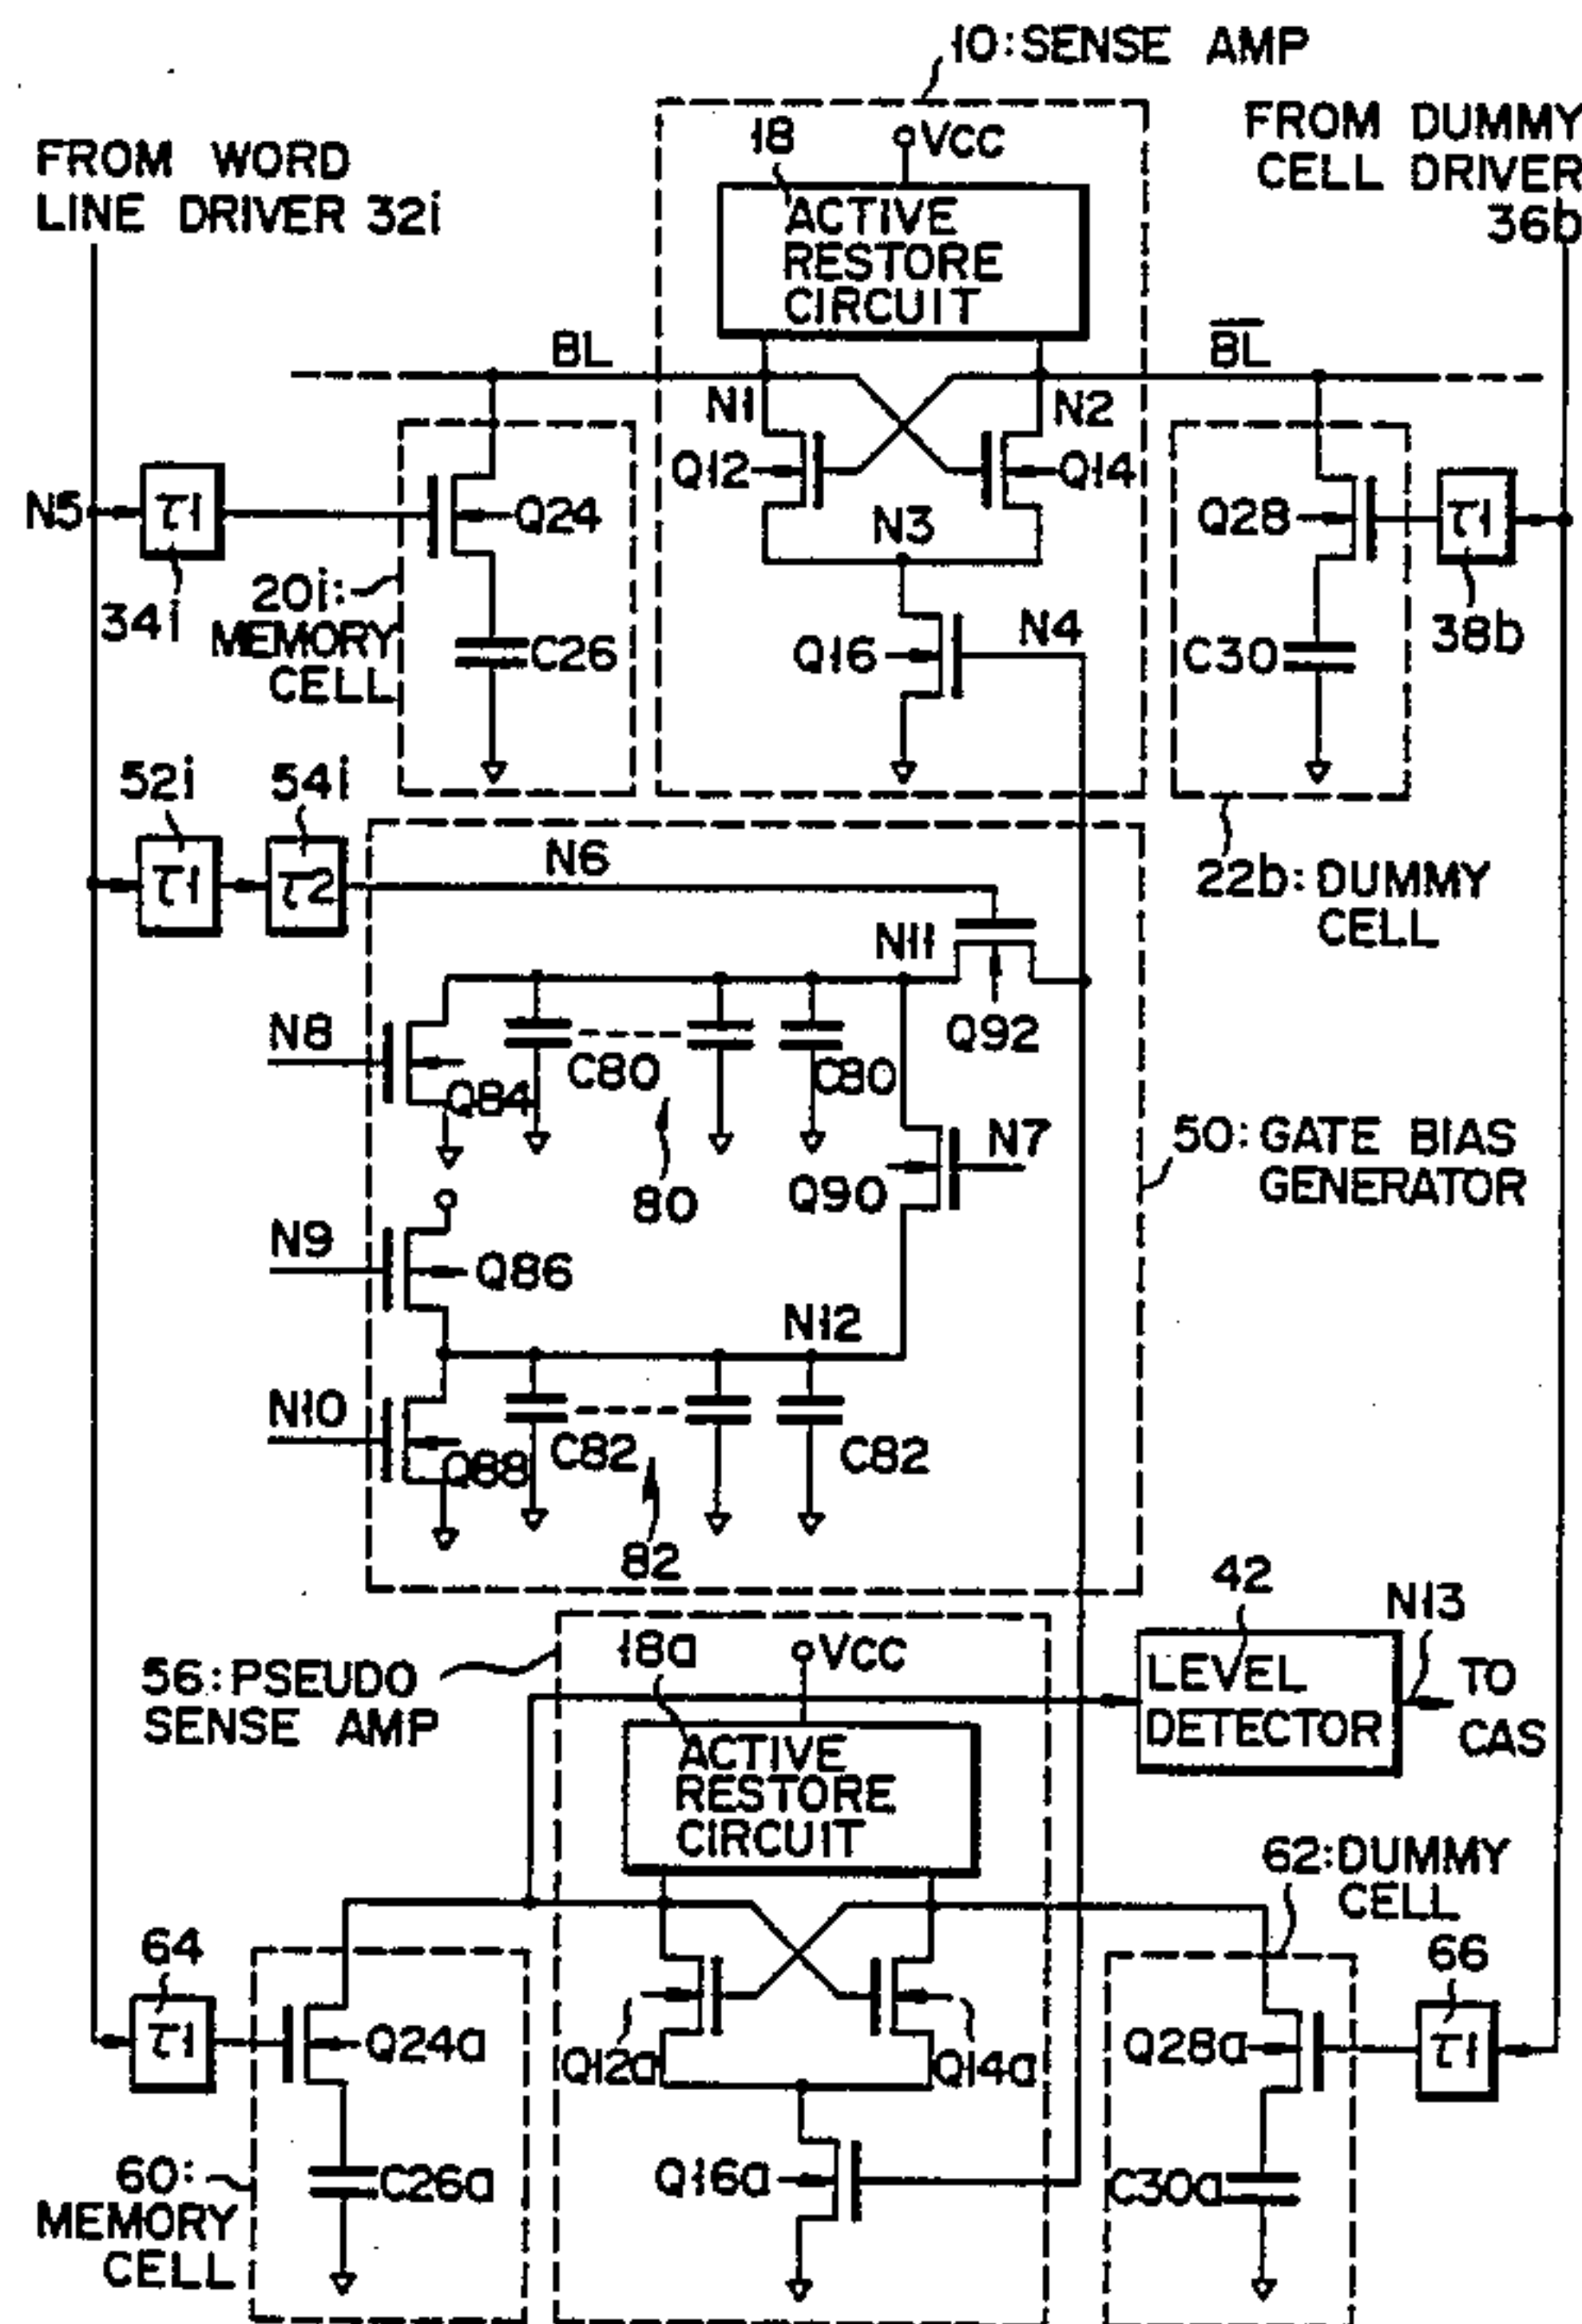 10:SENSE AMP
FROM WORD
LINE DRIVER 32i
FROM DUMMY
CELL DRIVER
36b
18
VCC
ACTIVE
RESTORE
CIRCUIT
BL
BL
N1
N2
Q12
Q14
N5
τ1
Q24
N3
Q28
τ1
34i
20i:
MEMORY
CELL
C26
Q16
N4
C30
38b
52i
54i
τ1
τ2
N6
22b:DUMMY
CELL
N11
N8
Q92
C80
C80
Q84
80
N7
50:GATE BIAS
GENERATOR
Q90
N9
Q86
N12
N10
C82
C82
Q88
82
42
N13
56:PSEUDO
SENSE AMP
18a
VCC
LEVEL
DETECTOR
TO
CAS
ACTIVE
RESTORE
CIRCUIT
62:DUMMY
CELL
64
66
τ1
Q24a
Q12a
Q14a
Q28a
τ1
60:
MEMORY
CELL
C26a
Q16a
C30a